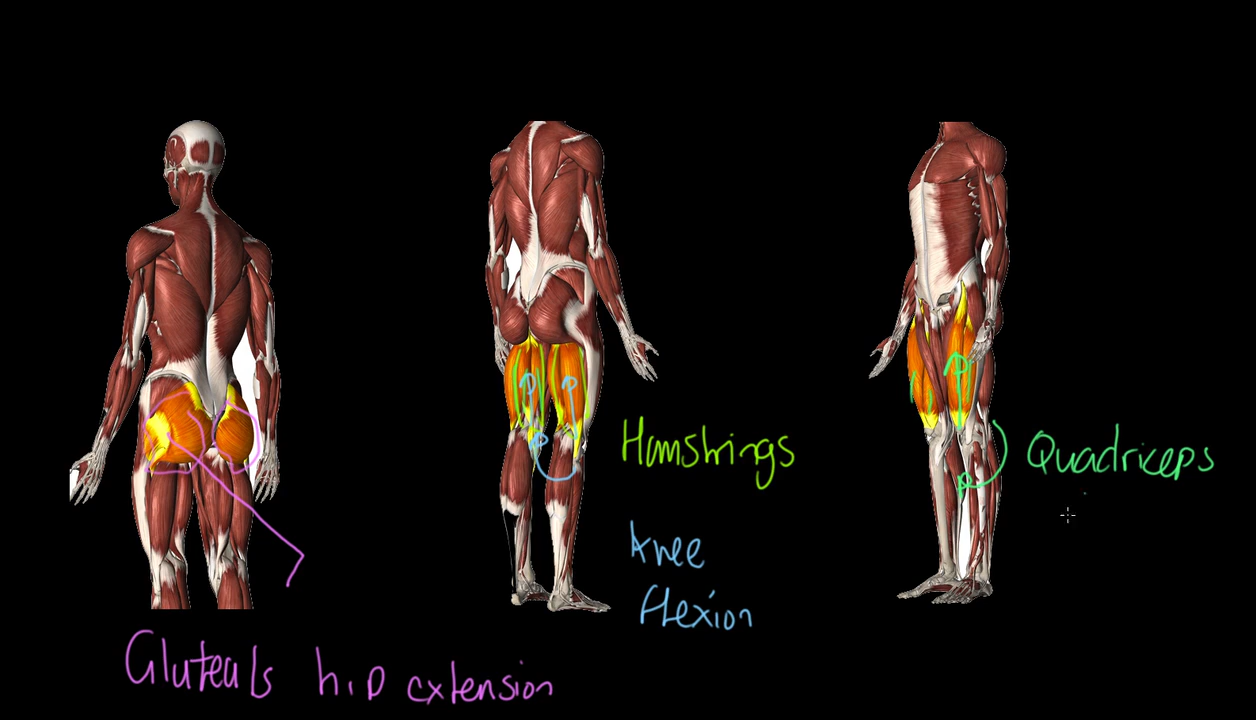 Hamstrings
Quadriceps
knee
flexion
Gluteals hip extension